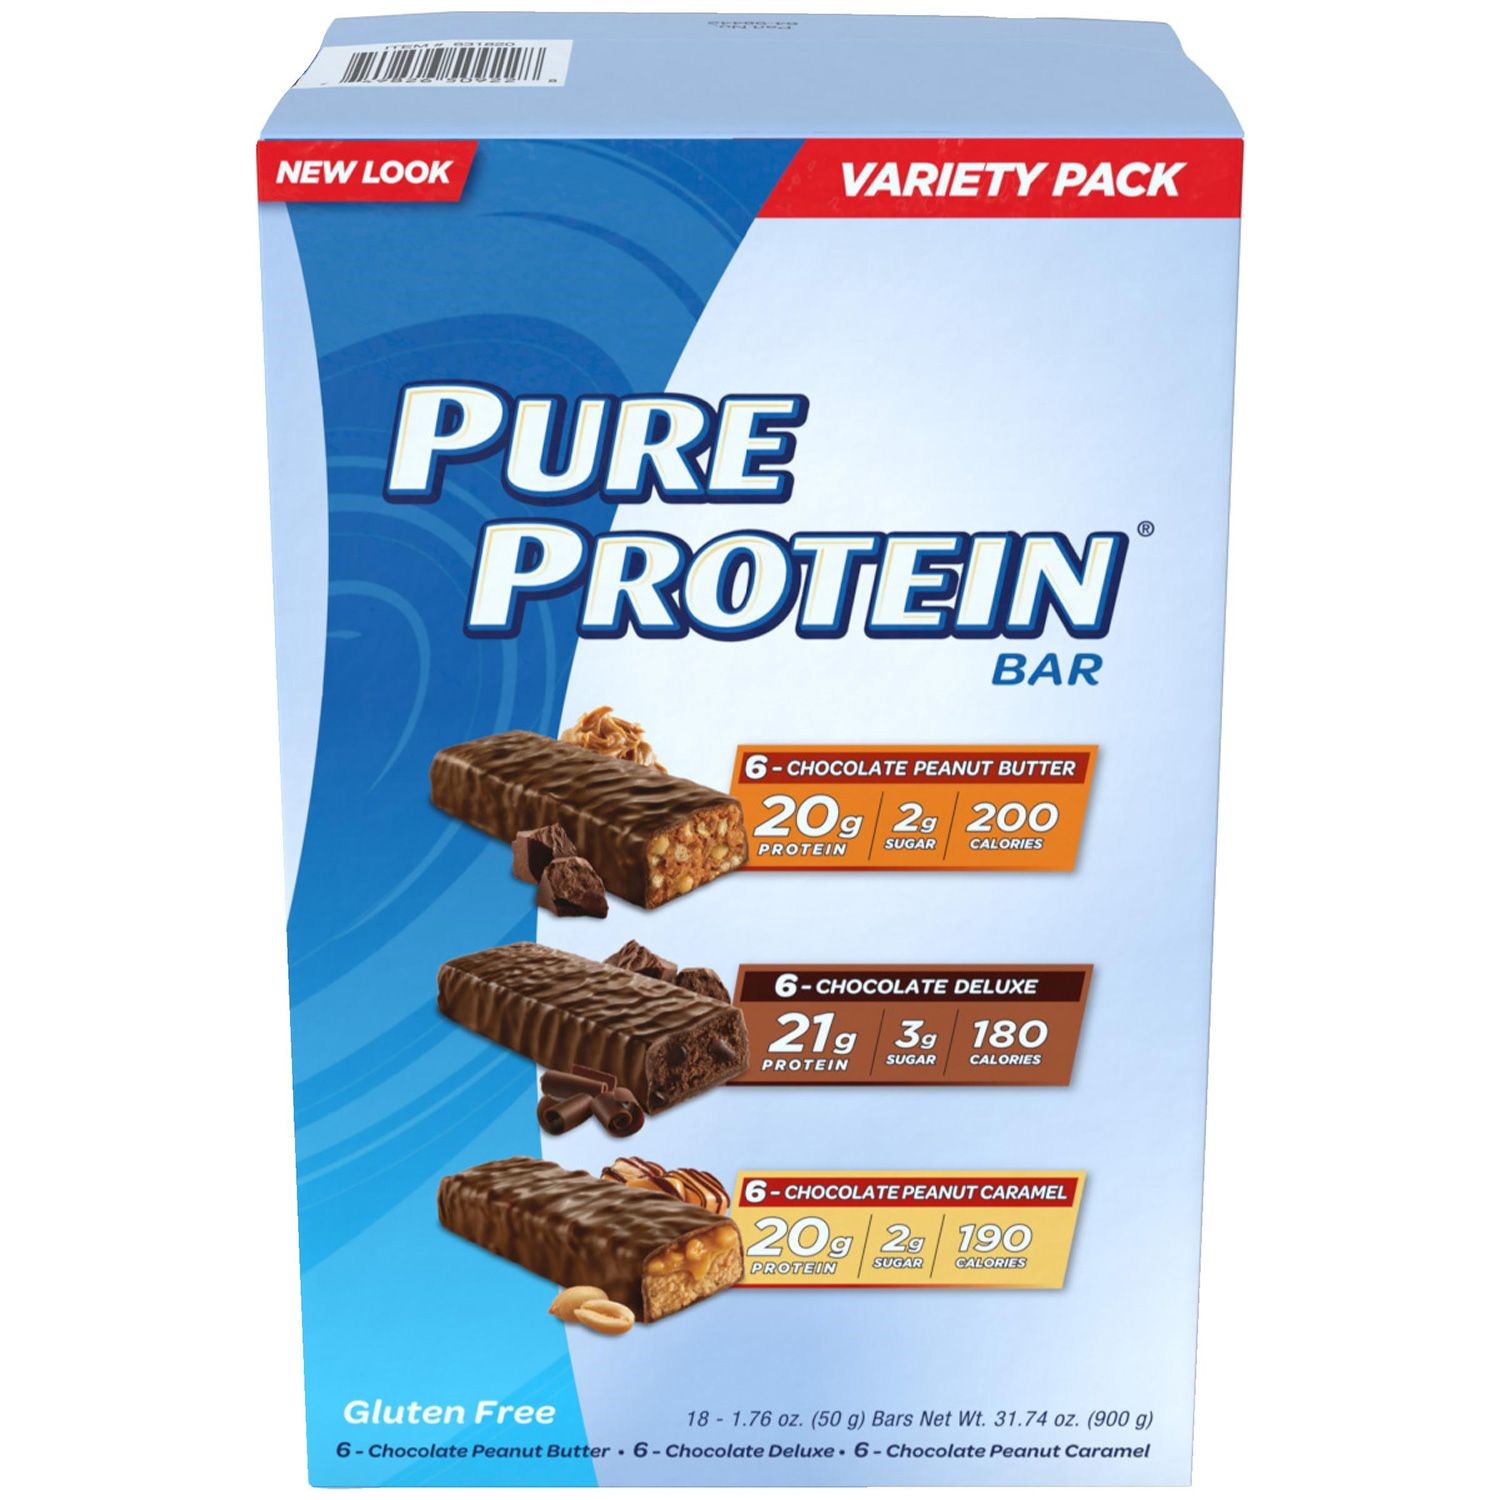 ITEM # 831820
NEW LOOK
VARIETY PACK
PURE
PROTEIN®
BAR
6 - CHOCOLATE PEANUT BUTTER
20g PROTEIN 2g SUGAR 200 CALORIES
6 - CHOCOLATE DELUXE
21g PROTEIN 3g SUGAR 180 CALORIES
6 - CHOCOLATE PEANUT CARAMEL
20g PROTEIN 2g SUGAR 190 CALORIES
Gluten Free
18 - 1.76 oz. (50 g) Bars Net Wt. 31.74 oz. (900 g)
6 - Chocolate Peanut Butter • 6 - Chocolate Deluxe • 6 - Chocolate Peanut Caramel